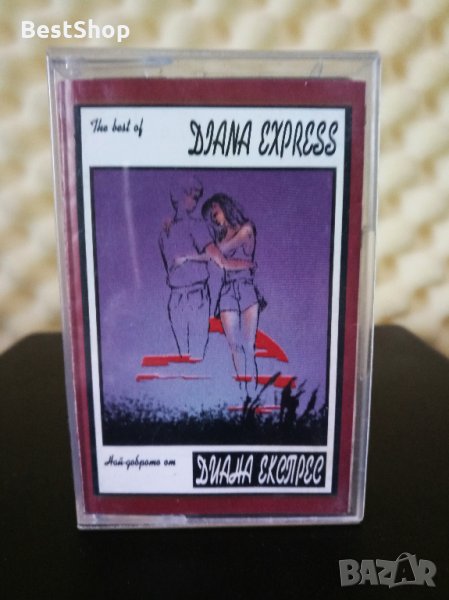 BestShop
The best of
DIANA EXPRESS
Най-доброто от
ДИАНА ЕКСПРЕС
BAZAR